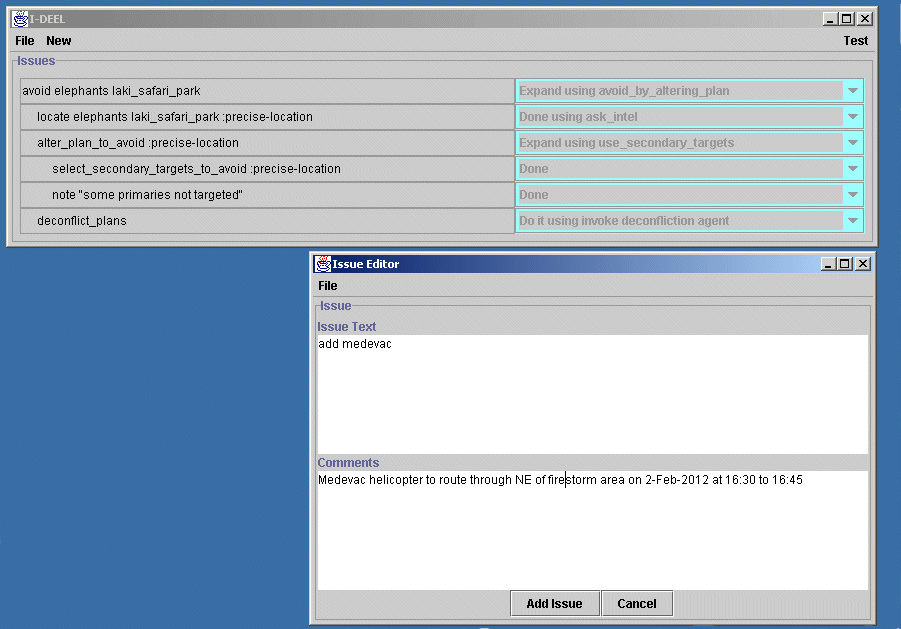 I-DEEL
File New Test
Issues
avoid elephants laki_safari_park Expand using avoid_by_altering_plan
locate elephants laki_safari_park :precise-location Done using ask_intel
alter_plan_to_avoid :precise-location Expand using use_secondary_targets
select_secondary_targets_to_avoid :precise-location Done
note "some primaries not targeted" Done
deconflict_plans Do it using invoke deconfliction agent
Issue Editor
File
Issue
Issue Text
add medevac
Comments
Medevac helicopter to route through NE of firestorm area on 2-Feb-2012 at 16:30 to 16:45
Add Issue Cancel